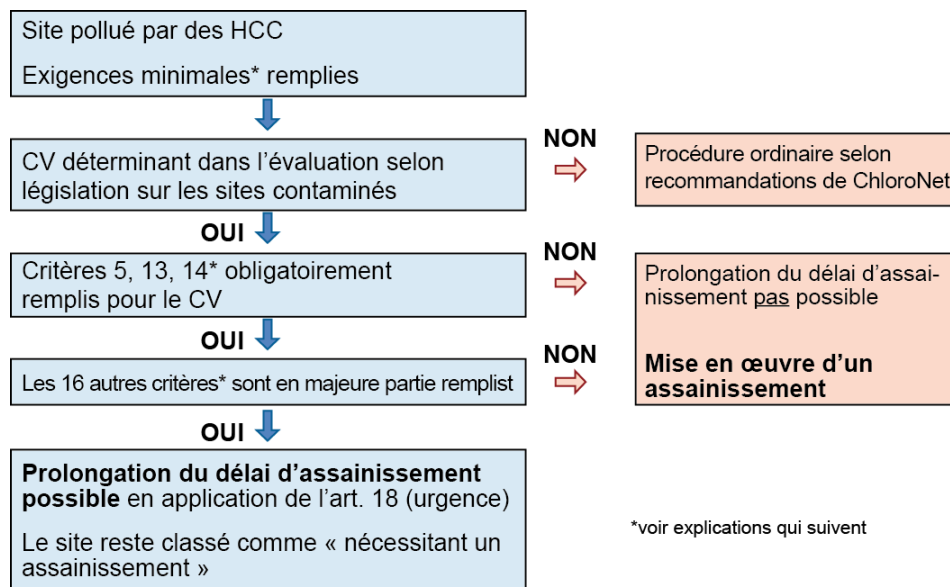 Site pollué par des HCC
Exigences minimales* remplies
CV déterminant dans l'évaluation selon
législation sur les sites contaminés
NON
Procédure ordinaire selon
recommandations de ChloroNet
OUI
Critères 5, 13, 14* obligatoirement
remplis pour le CV
NON
Prolongation du délai d'assai-
nissement pas possible
Mise en œuvre d'un
assainissement
OUI
Les 16 autres critères* sont en majeure partie remplist
NON
OUI
Prolongation du délai d'assainissement
possible en application de l'art. 18 (urgence)
Le site reste classé comme « nécessitant un
assainissement »
*voir explications qui suivent